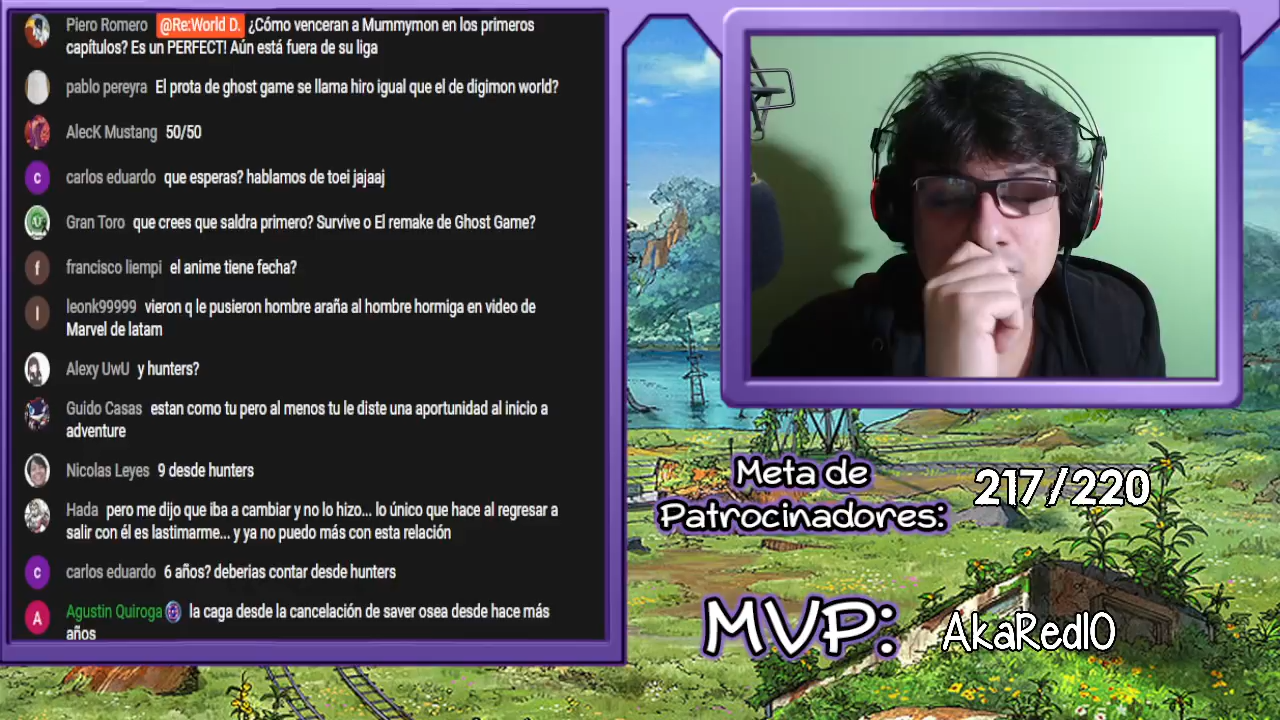 Piero Romero @Re:World D. ¿Cómo venceran a Mummymon en los primeros
capítulos? Es un PERFECT! Aún está fuera de su liga
pablo pereyra El prota de ghost game se llama hiro igual que el de digimon world?
AlecK Mustang 50/50
c carlos eduardo que esperas? hablamos de toei jajaaj
Gran Toro que crees que saldra primero? Survive o El remake de Ghost Game?
f francisco liempi el anime tiene fecha?
l leonk99999 vieron q le pusieron hombre araña al hombre hormiga en video de
Marvel de latam
Alexy UwU y hunters?
Guido Casas estan como tu pero al menos tu le diste una aportunidad al inicio a
adventure
Nicolas Leyes 9 desde hunters
Hada pero me dijo que iba a cambiar y no lo hizo... lo único que hace al regresar a
salir con él es lastimarme... y ya no puedo más con esta relación
c carlos eduardo 6 años? deberias contar desde hunters
A Agustin Quiroga la caga desde la cancelación de saver osea desde hace más
años
Meta de
Patrocinadores: 217/220
MVP: AkaRed10